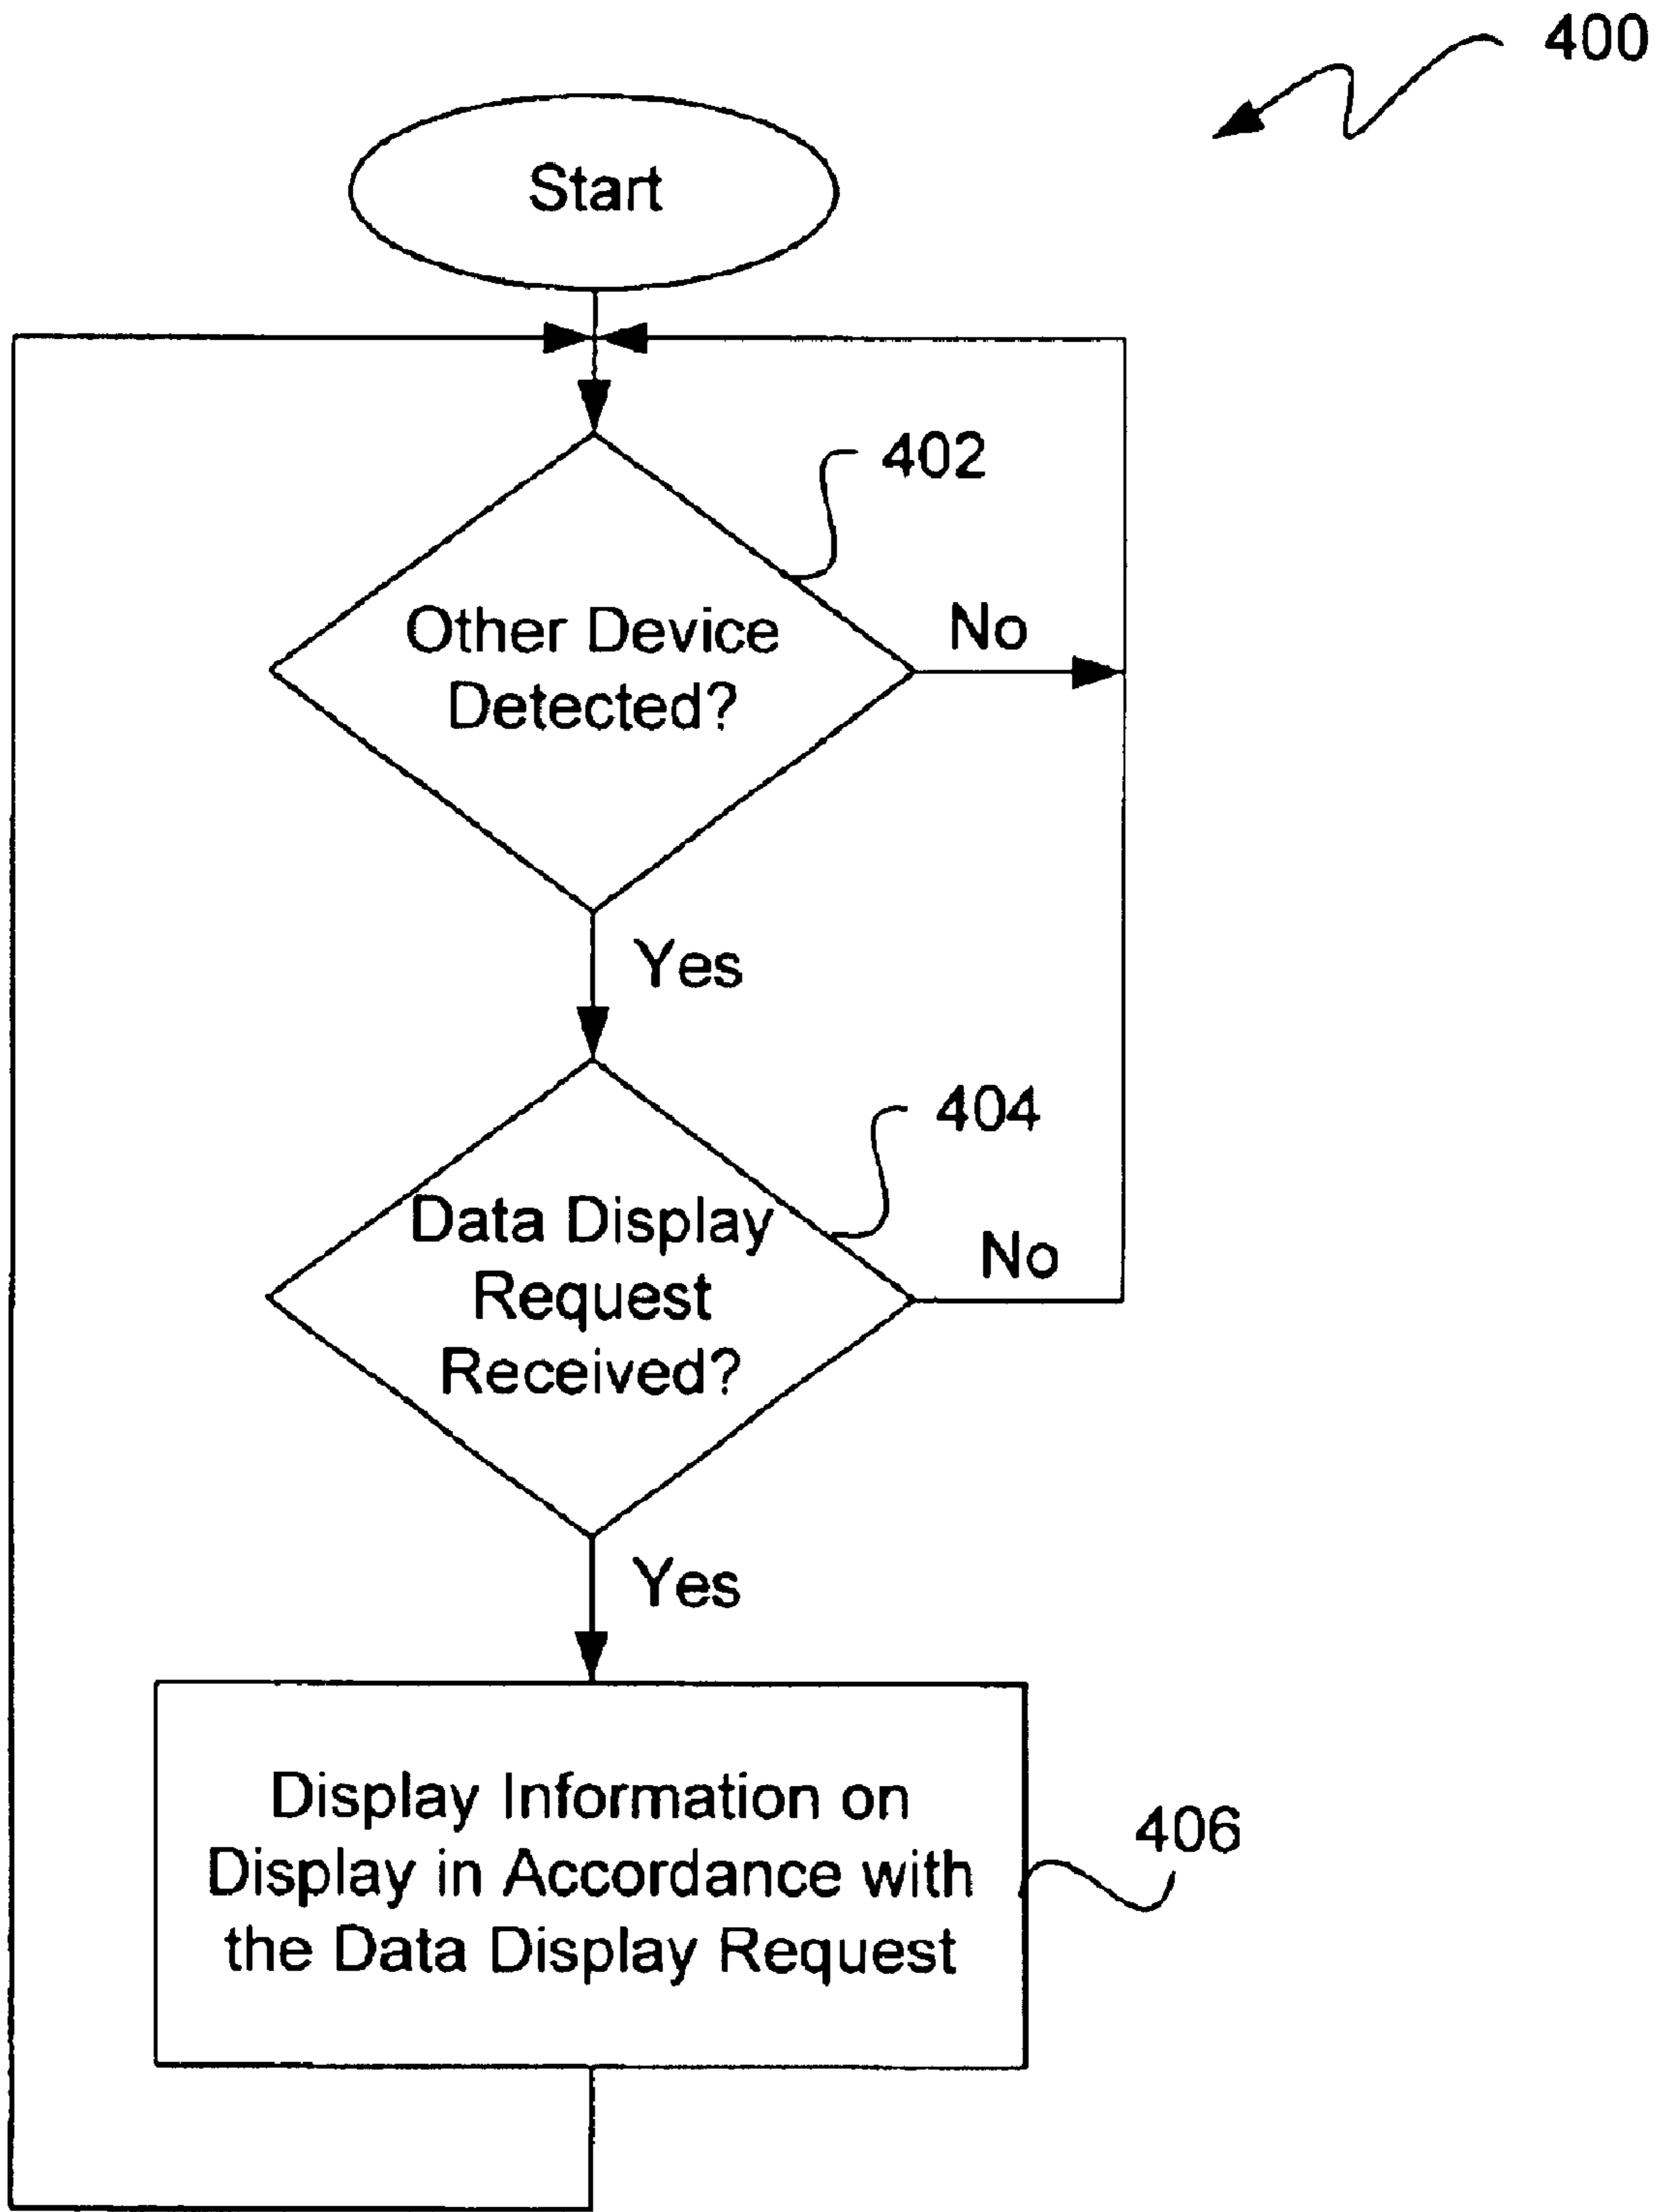 400
Start
402
Other Device
Detected?
No
Yes
404
Data Display
Request
Received?
No
Yes
Display Information on
Display in Accordance with
the Data Display Request
406